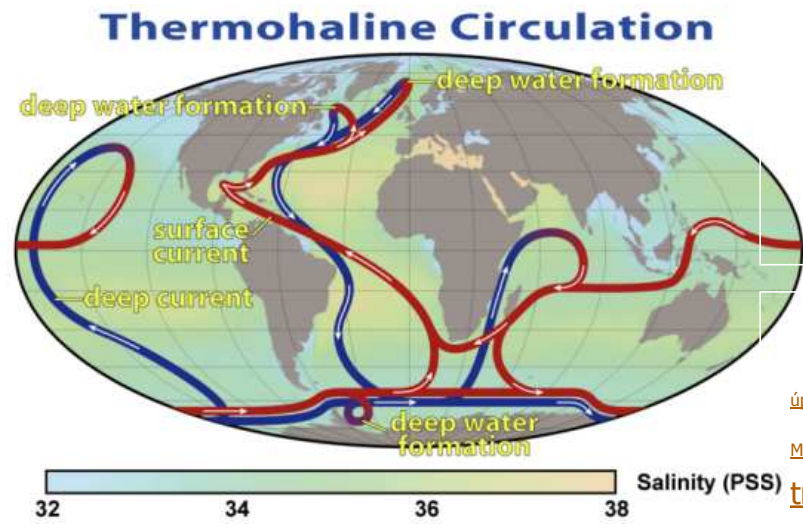 Thermohaline Circulation
deep water formation
deep water formation
surface
current
deep current
deep water
formation
32
34
36
38
Salinity (PSS)
úp
M
t